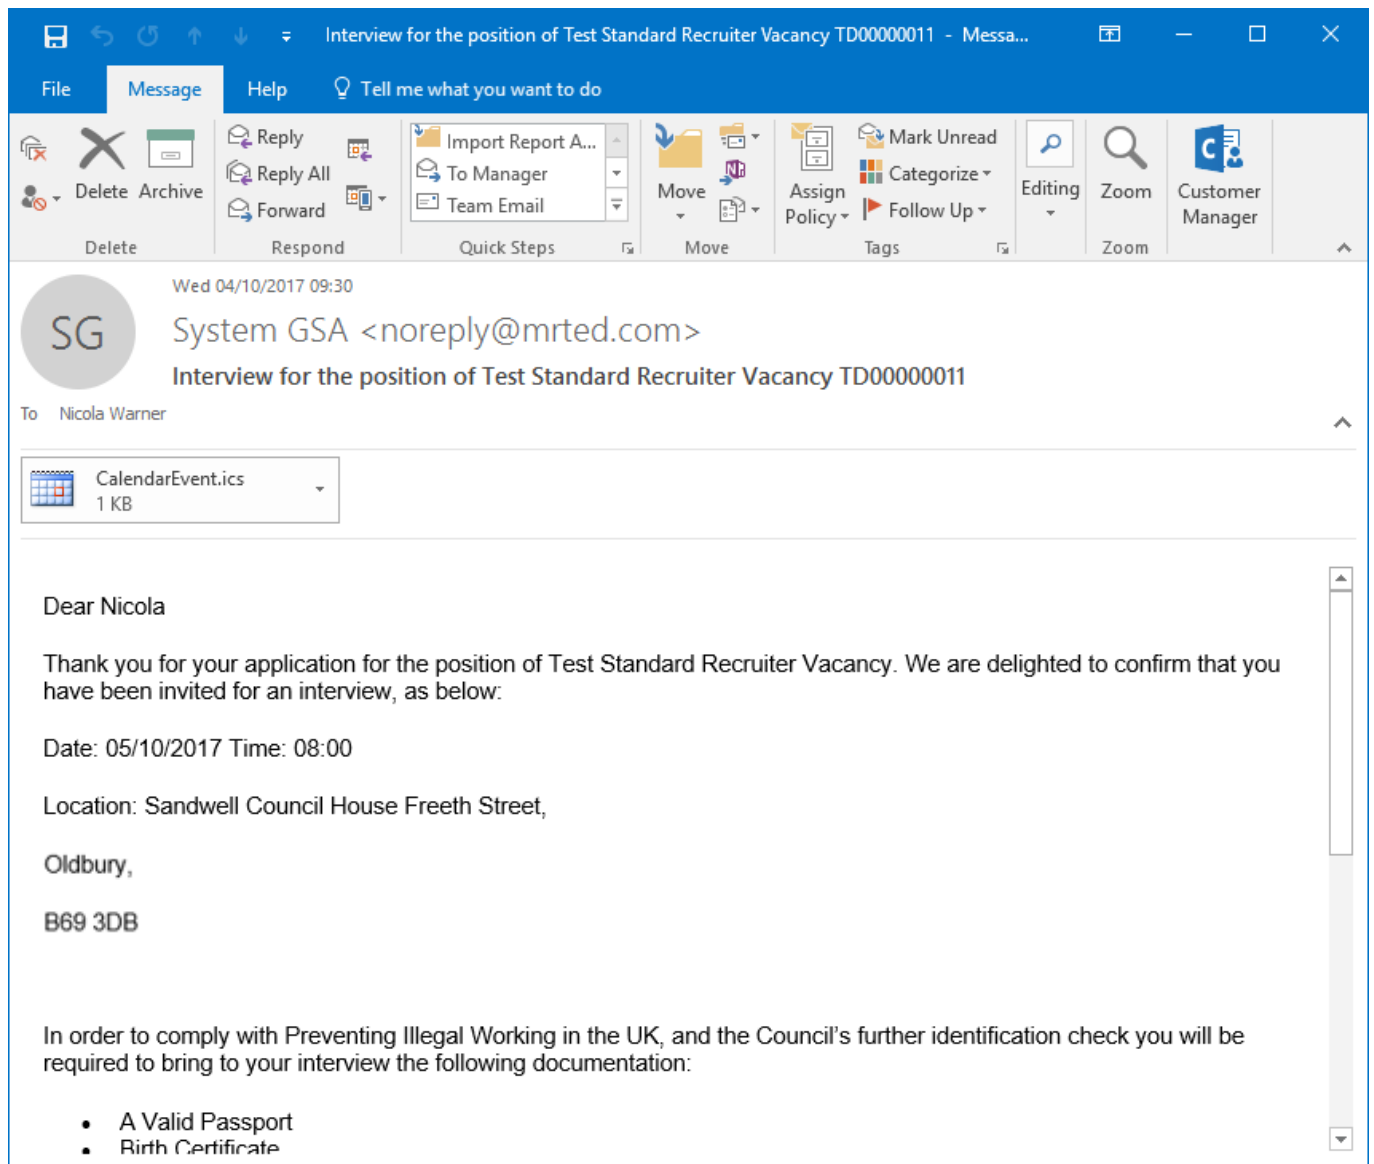 Interview for the position of Test Standard Recruiter Vacancy TD00000011 - Messa...
File Message Help Tell me what you want to do
Delete Archive
Reply
Reply All
Forward
Import Report A...
To Manager
Team Email
Move
Assign Policy
Mark Unread
Categorize
Follow Up
Editing
Zoom
Customer Manager
Delete Respond Quick Steps Move Tags Zoom
SG
Wed 04/10/2017 09:30
System GSA <noreply@mrted.com>
Interview for the position of Test Standard Recruiter Vacancy TD00000011
To Nicola Warner
CalendarEvent.ics
1 KB
Dear Nicola
Thank you for your application for the position of Test Standard Recruiter Vacancy. We are delighted to confirm that you
have been invited for an interview, as below:
Date: 05/10/2017 Time: 08:00
Location: Sandwell Council House Freeth Street,
Oldbury,
B69 3DB
In order to comply with Preventing Illegal Working in the UK, and the Council's further identification check you will be
required to bring to your interview the following documentation:
• A Valid Passport
• Birth Certificate